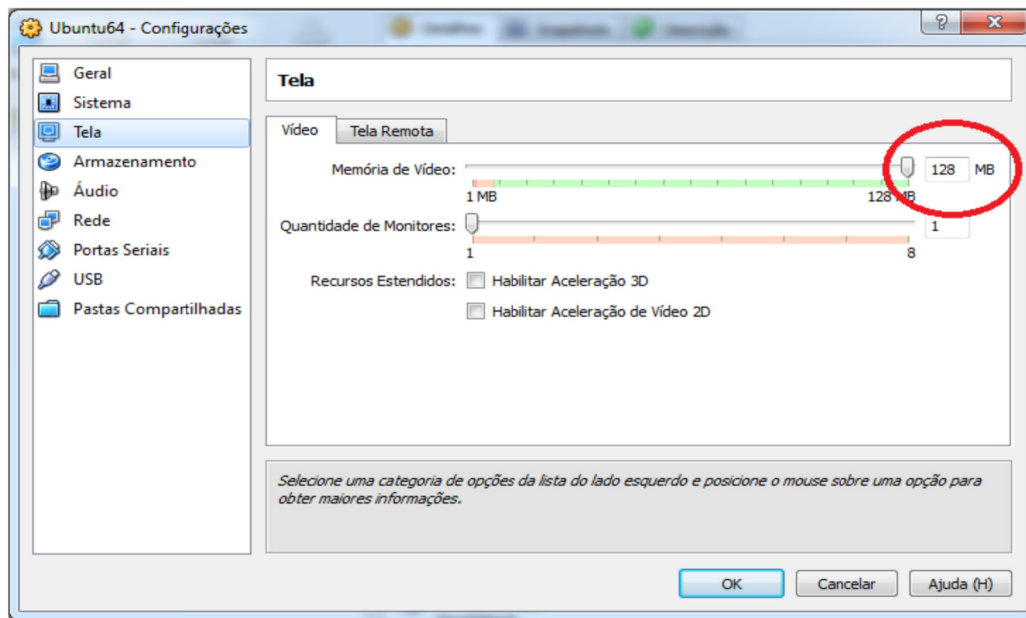 Ubuntu64 - Configurações
Geral
Sistema
Tela
Armazenamento
Áudio
Rede
Portas Seriais
USB
Pastas Compartilhadas
Tela
Vídeo Tela Remota
Memória de Vídeo: 128 MB
1 MB 128 MB
Quantidade de Monitores: 1
1 8
Recursos Estendidos: Habilitar Aceleração 3D
Habilitar Aceleração de Vídeo 2D
Selecione uma categoria de opções da lista do lado esquerdo e posicione o mouse sobre uma opção para
obter maiores informações.
OK Cancelar Ajuda (H)